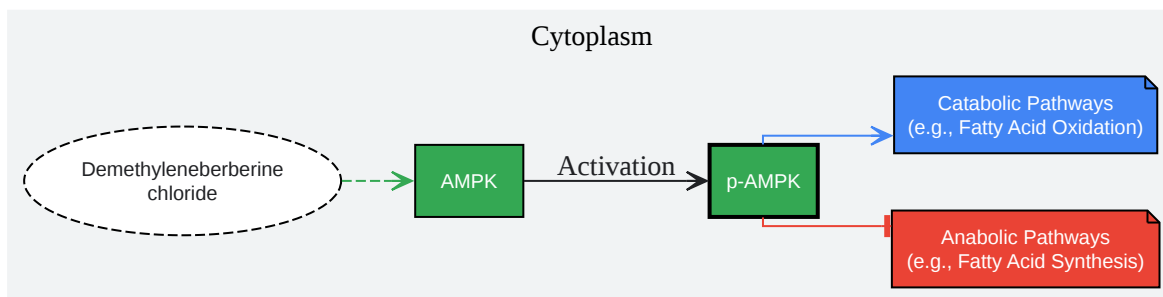 Cytoplasm
Demethyleneberberine
chloride
AMPK
Activation
p-AMPK
Catabolic Pathways
(e.g., Fatty Acid Oxidation)
Anabolic Pathways
(e.g., Fatty Acid Synthesis)